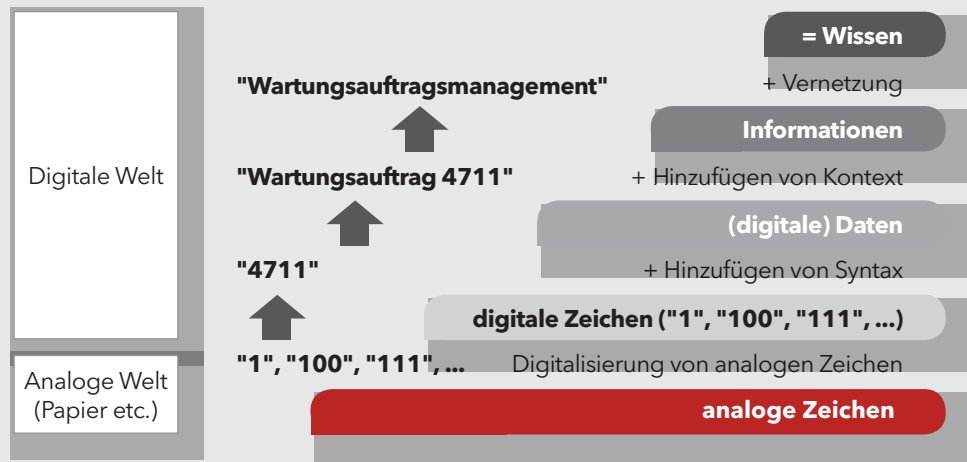 = Wissen
"Wartungsauftragsmanagement"
+ Vernetzung
Informationen
Digitale Welt
"Wartungsauftrag 4711"
+ Hinzufügen von Kontext
(digitale) Daten
"4711"
+ Hinzufügen von Syntax
digitale Zeichen ("1", "100", "111", ...)
"1", "100", "111", ...
Digitalisierung von analogen Zeichen
Analoge Welt
(Papier etc.)
analoge Zeichen